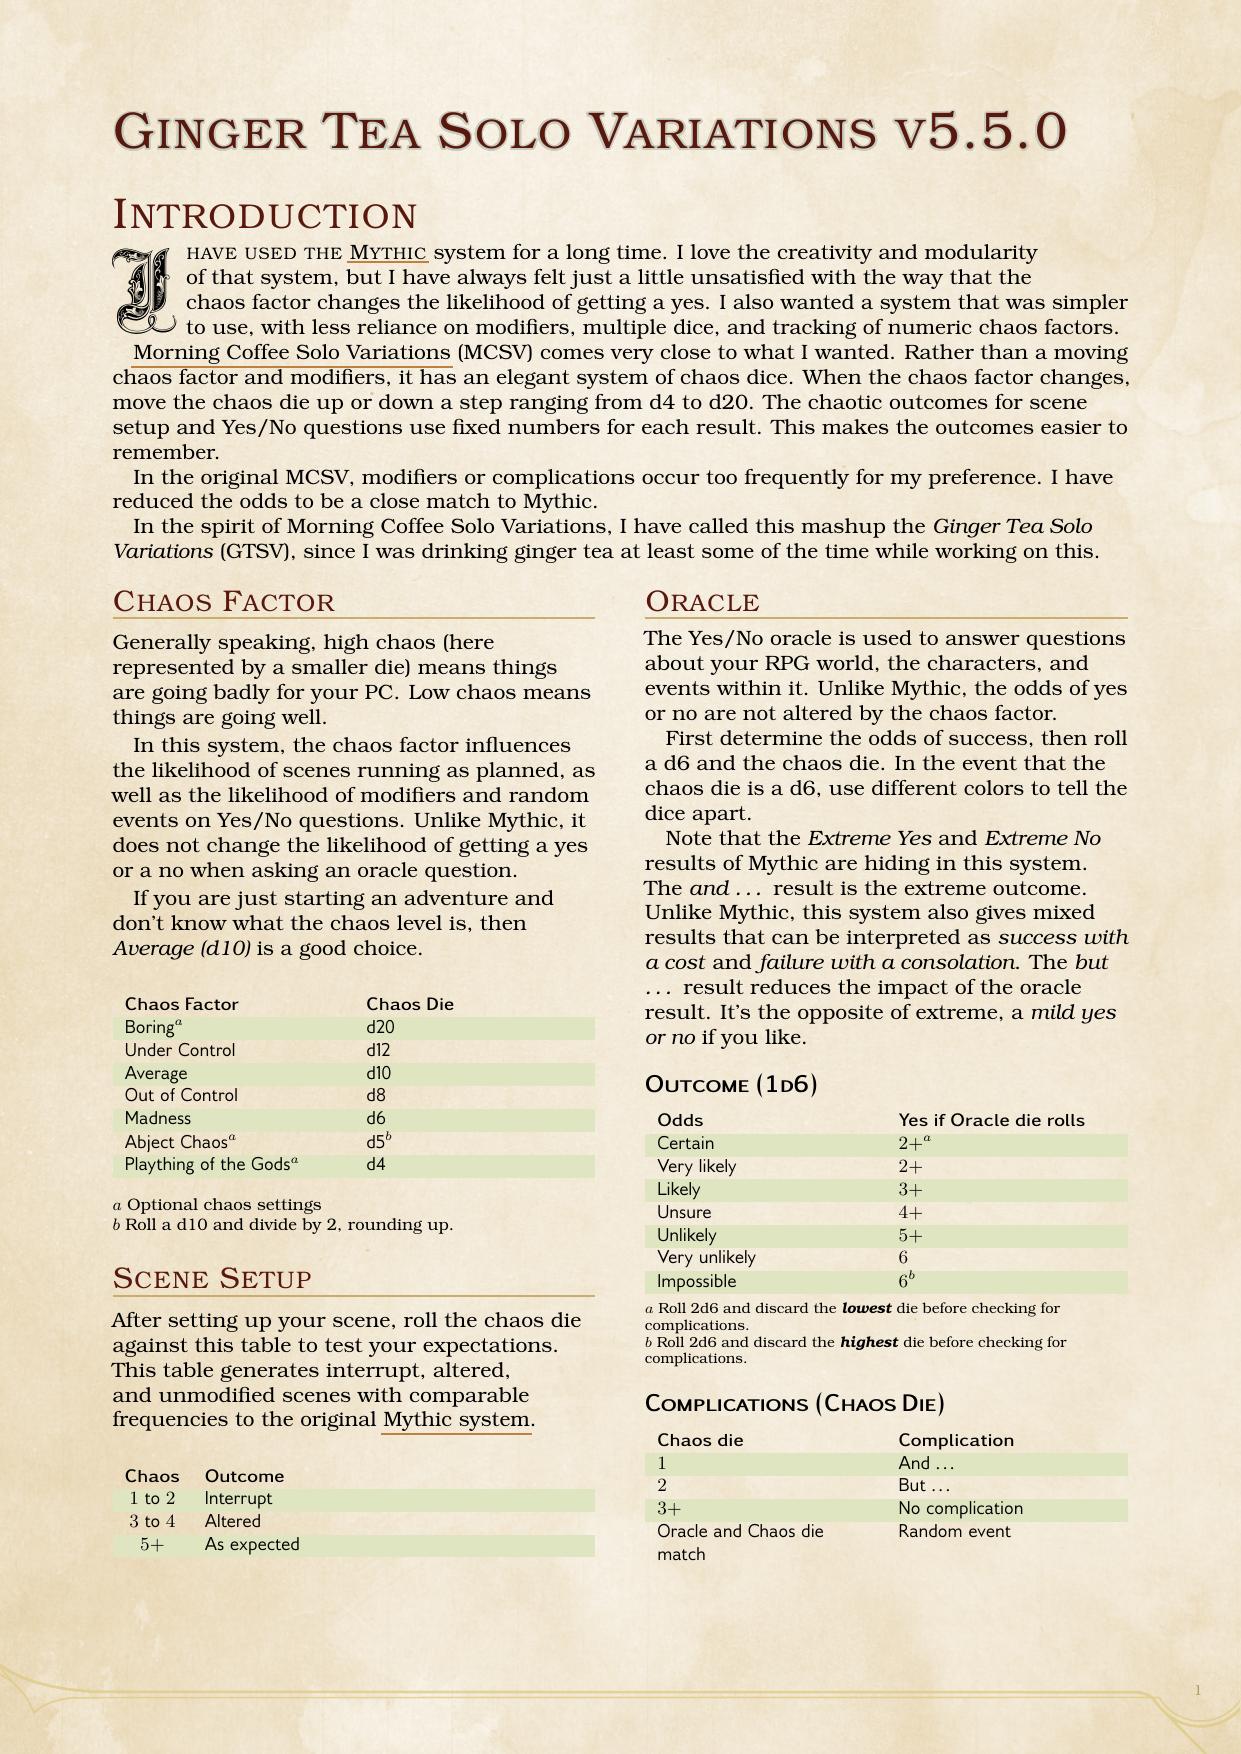 Ginger Tea Solo Variations v5.5.0
Introduction
I have used the Mythic system for a long time. I love the creativity and modularity
of that system, but I have always felt just a little unsatisfied with the way that the
chaos factor changes the likelihood of getting a yes. I also wanted a system that was simpler
to use, with less reliance on modifiers, multiple dice, and tracking of numeric chaos factors.
Morning Coffee Solo Variations (MCSV) comes very close to what I wanted. Rather than a moving
chaos factor and modifiers, it has an elegant system of chaos dice. When the chaos factor changes,
move the chaos die up or down a step ranging from d4 to d20. The chaotic outcomes for scene
setup and Yes/No questions use fixed numbers for each result. This makes the outcomes easier to
remember.
In the original MCSV, modifiers or complications occur too frequently for my preference. I have
reduced the odds to be a close match to Mythic.
In the spirit of Morning Coffee Solo Variations, I have called this mashup the Ginger Tea Solo
Variations (GTSV), since I was drinking ginger tea at least some of the time while working on this.
Chaos Factor
Generally speaking, high chaos (here
represented by a smaller die) means things
are going badly for your PC. Low chaos means
things are going well.
In this system, the chaos factor influences
the likelihood of scenes running as planned, as
well as the likelihood of modifiers and random
events on Yes/No questions. Unlike Mythic, it
does not change the likelihood of getting a yes
or a no when asking an oracle question.
If you are just starting an adventure and
don't know what the chaos level is, then
Average (d10) is a good choice.
Chaos Factor Chaos Die
Boring^a d20
Under Control d12
Average d10
Out of Control d8
Madness d6
Abject Chaos^a d5^b
Plaything of the Gods^a d4
a Optional chaos settings
b Roll a d10 and divide by 2, rounding up.
Scene Setup
After setting up your scene, roll the chaos die
against this table to test your expectations.
This table generates interrupt, altered,
and unmodified scenes with comparable
frequencies to the original Mythic system.
Chaos Outcome
1 to 2 Interrupt
3 to 4 Altered
5+ As expected
Oracle
The Yes/No oracle is used to answer questions
about your RPG world, the characters, and
events within it. Unlike Mythic, the odds of yes
or no are not altered by the chaos factor.
First determine the odds of success, then roll
a d6 and the chaos die. In the event that the
chaos die is a d6, use different colors to tell the
dice apart.
Note that the Extreme Yes and Extreme No
results of Mythic are hiding in this system.
The and ... result is the extreme outcome.
Unlike Mythic, this system also gives mixed
results that can be interpreted as success with
a cost and failure with a consolation. The but
... result reduces the impact of the oracle
result. It's the opposite of extreme, a mild yes
or no if you like.
Outcome (1d6)
Odds Yes if Oracle die rolls
Certain 2+^a
Very likely 2+
Likely 3+
Unsure 4+
Unlikely 5+
Very unlikely 6
Impossible 6^b
a Roll 2d6 and discard the lowest die before checking for
complications.
b Roll 2d6 and discard the highest die before checking for
complications.
Complications (Chaos Die)
Chaos die Complication
1 And ...
2 But ...
3+ No complication
Oracle and Chaos die Random event
match
1